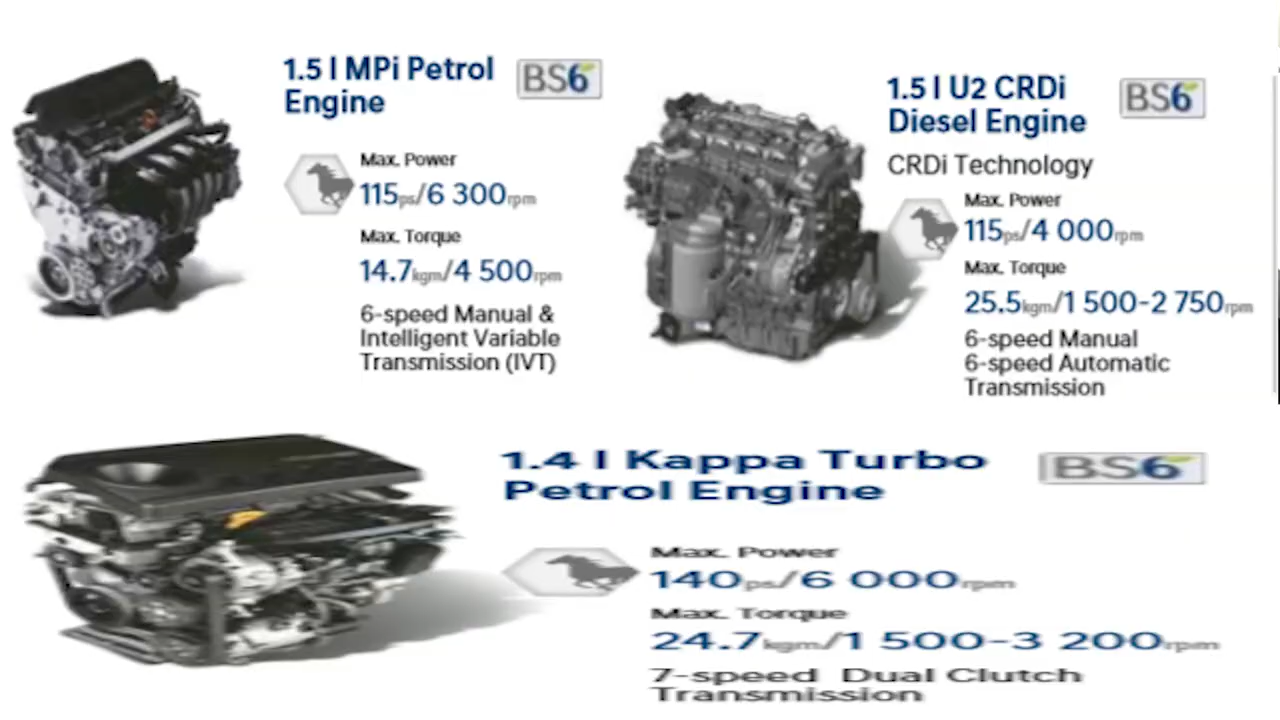 1.5 l MPi Petrol
Engine
BS6
Max. Power
115ps/6 300rpm
Max. Torque
14.7kgm/4 500rpm
6-speed Manual &
Intelligent Variable
Transmission (IVT)
1.5 l U2 CRDi
Diesel Engine
BS6
CRDi Technology
Max. Power
115ps/4 000rpm
Max. Torque
25.5kgm/1 500-2 750rpm
6-speed Manual
6-speed Automatic
Transmission
1.4 l Kappa Turbo
Petrol Engine
BS6
Max. Power
140ps/6 000rpm
Max. Torque
24.7kgm/1 500-3 200rpm
7-speed Dual Clutch
Transmission